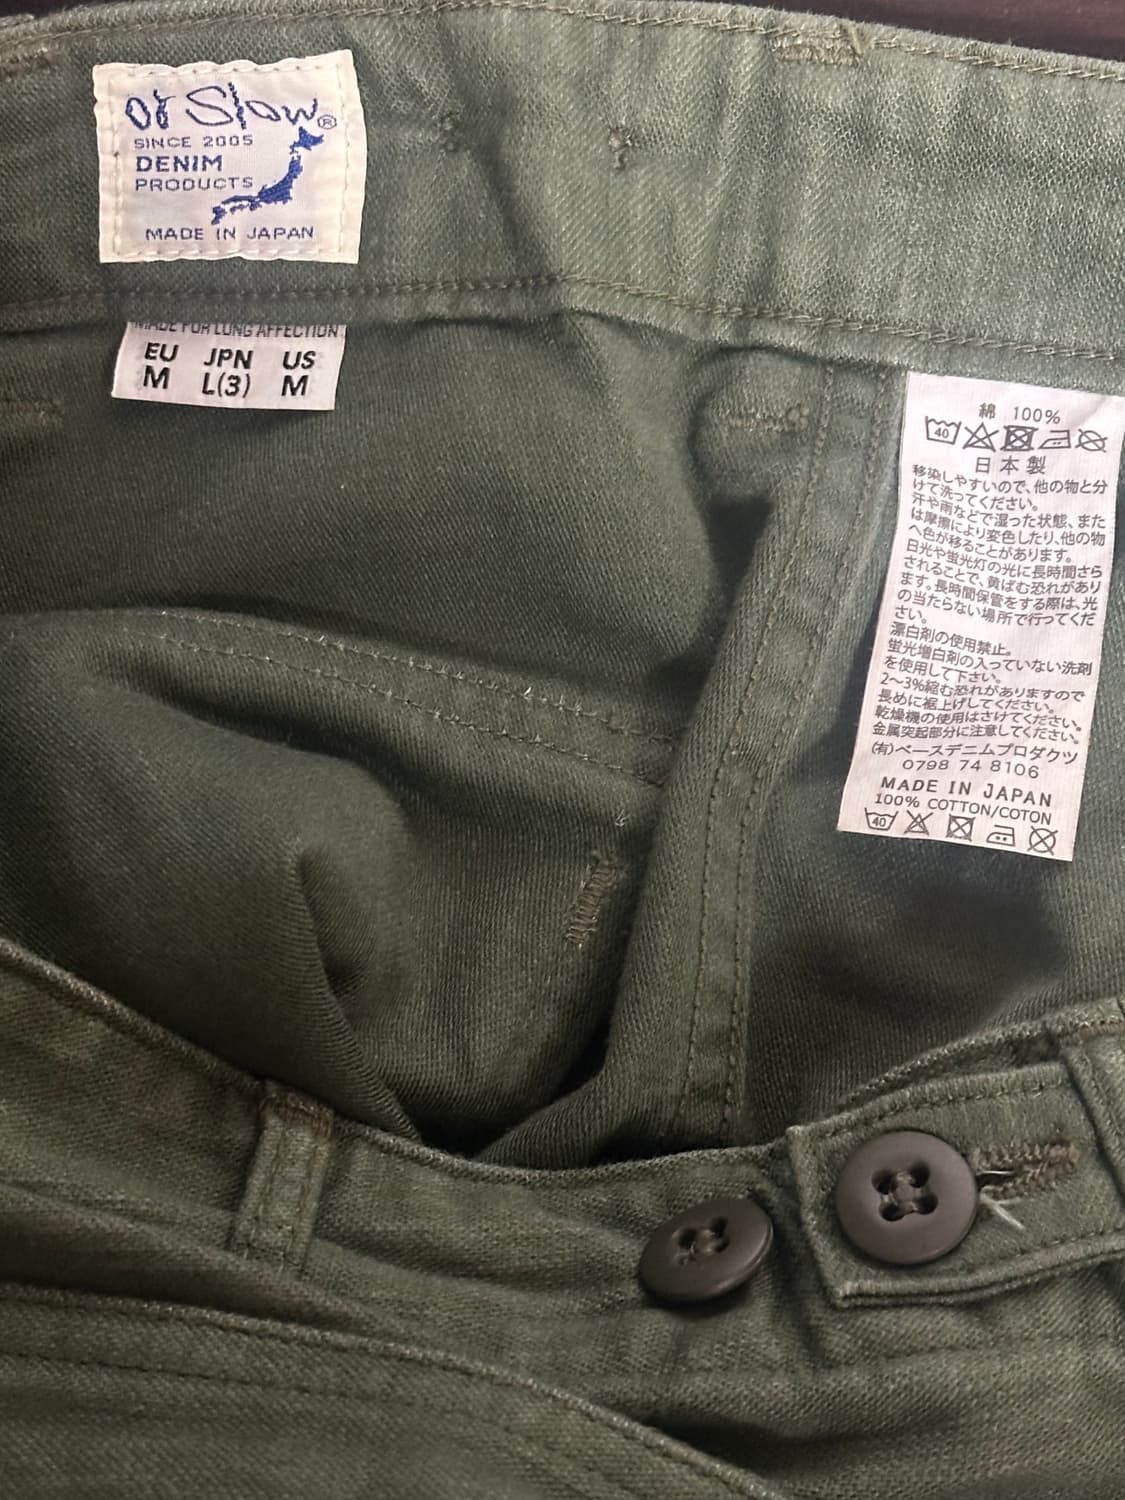 or Slow®
SINCE 2005
DENIM
PRODUCTS
MADE IN JAPAN
MADE FOR LONG AFFECTION
EU JPN US
M L(3) M
綿 100%
40
日本製
移染しやすいので、他の物と分
けて洗ってください。
汗や雨などで湿った状態、また
は摩擦により変色したり、他の物
へ色が移ることがあります。
日光や蛍光灯の光に長時間さら
されることで、黄ばむ恐れがあり
ます。長時間保管をする際は、光
の当たらない場所で行ってくだ
さい。
漂白剤の使用禁止。
蛍光増白剤の入っていない洗剤
を使用して下さい。
2〜3%縮む恐れがありますので
長めに裾上げしてください。
乾燥機の使用はさけてください。
金属突起部分に注意してください。
(有)ベースデニムプロダクツ
0798 74 8106
MADE IN JAPAN
100% COTTON/COTON
40